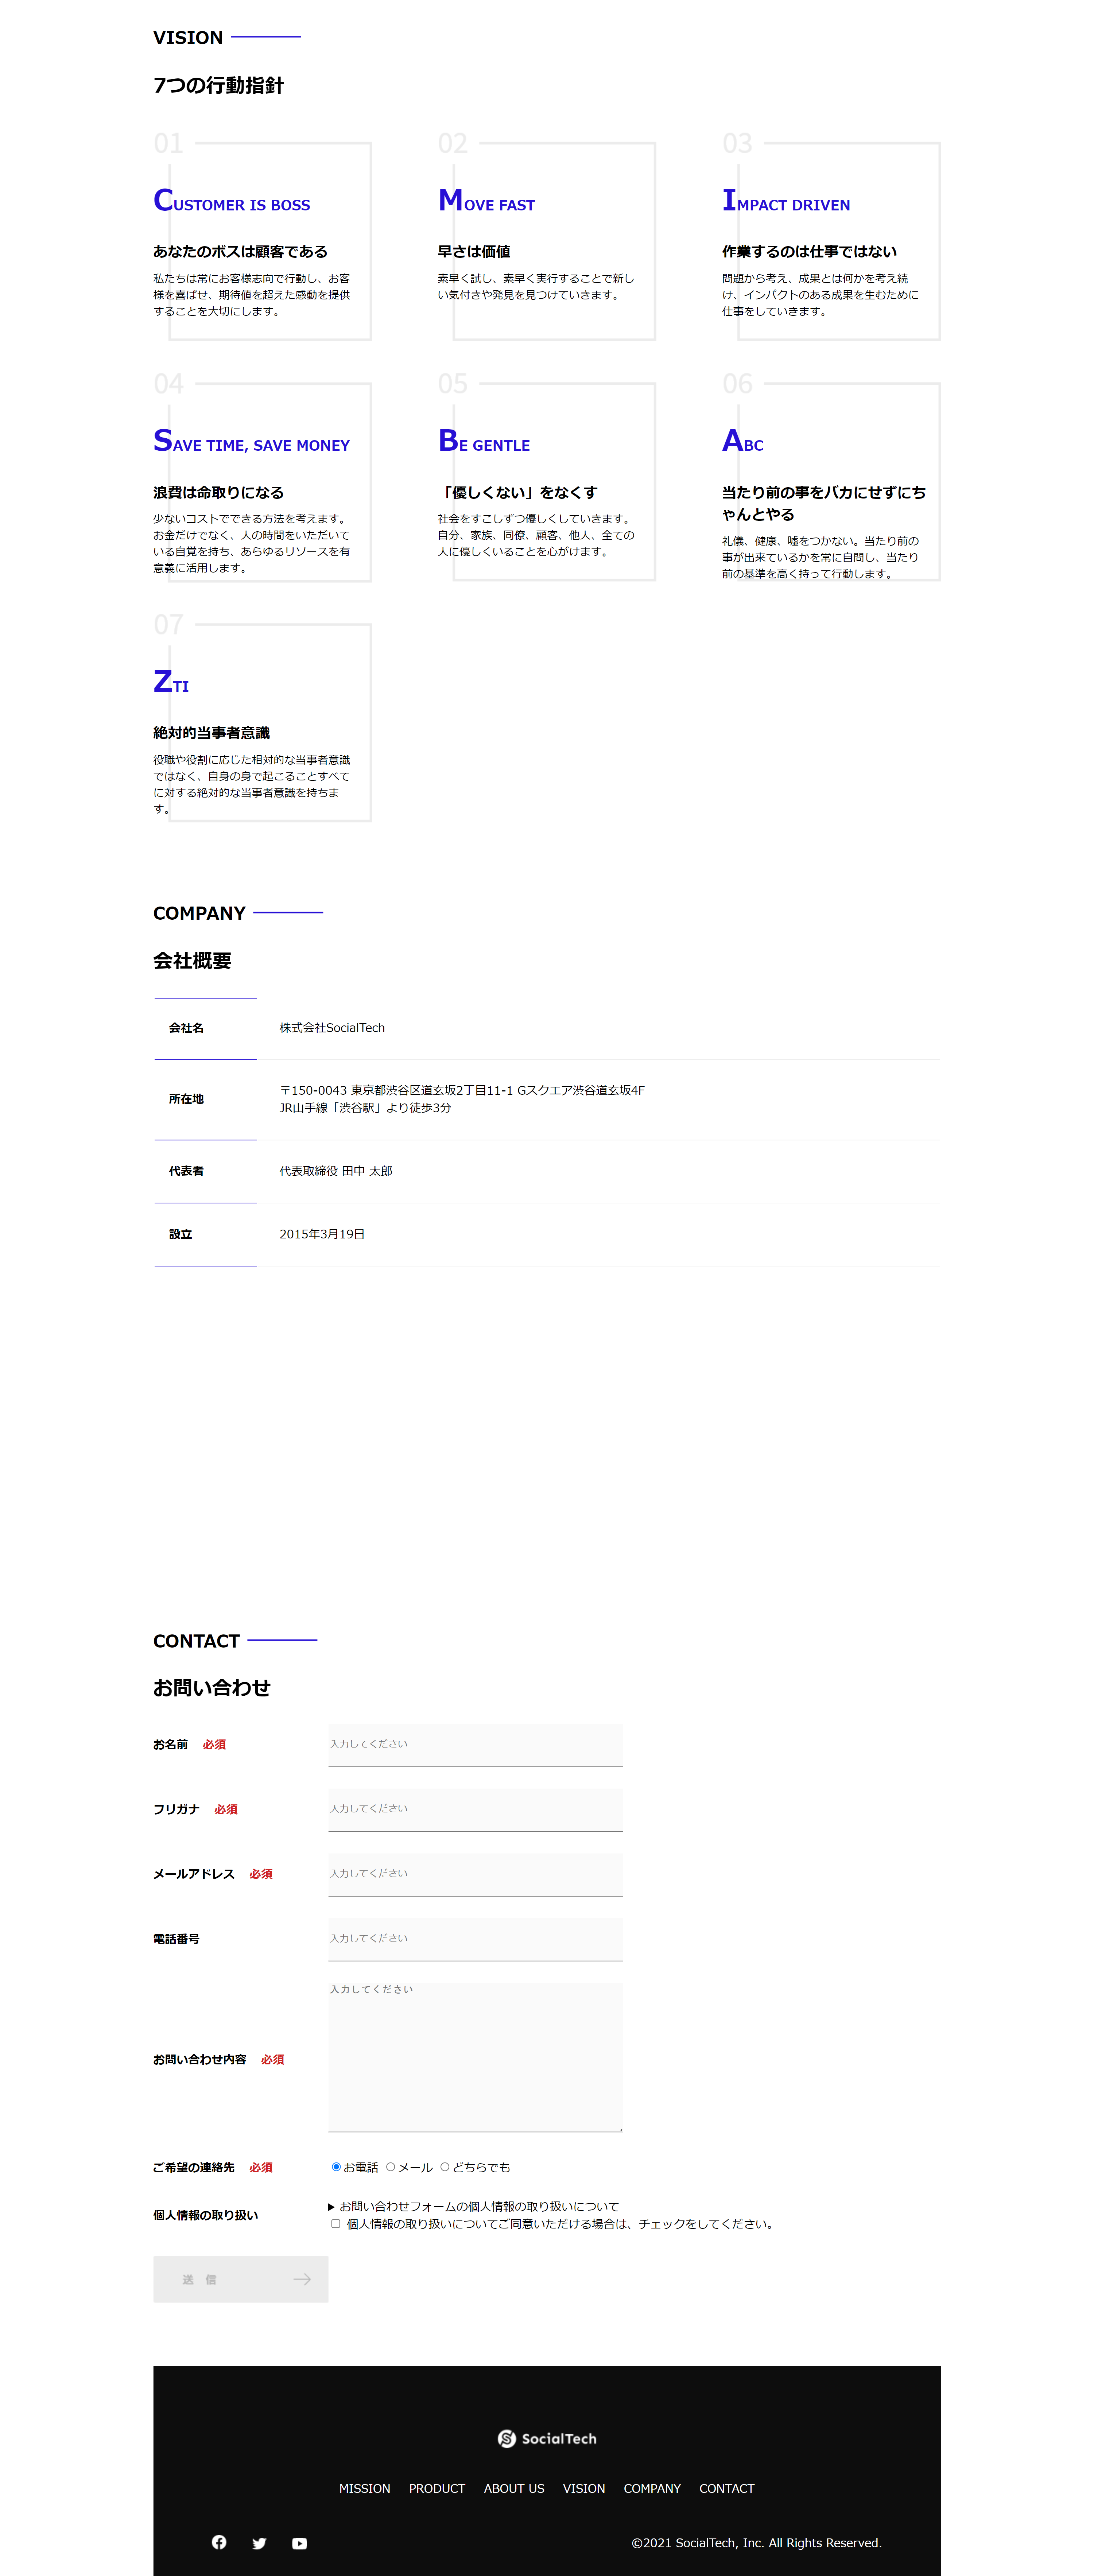 VISION
7つの行動指針
01
CUSTOMER IS BOSS
あなたのボスは顧客である
私たちは常にお客様志向で行動し、お客
様を喜ばせ、期待値を超えた感動を提供
することを大切にします。
02
MOVE FAST
早さは価値
素早く試し、素早く実行することで新し
い気付きや発見を見つけていきます。
03
IMPACT DRIVEN
作業するのは仕事ではない
問題から考え、成果とは何かを考え続
け、インパクトのある成果を生むために
仕事をしていきます。
04
SAVE TIME, SAVE MONEY
浪費は命取りになる
少ないコストでできる方法を考えます。
お金だけでなく、人の時間をいただいて
いる自覚を持ち、あらゆるリソースを有
意義に活用します。
05
BE GENTLE
「優しくない」をなくす
社会をすこしずつ優しくしていきます。
自分、家族、同僚、顧客、他人、全ての
人に優しくいることを心がけます。
06
ABC
当たり前の事をバカにせずにち
ゃんとやる
礼儀、健康、嘘をつかない。当たり前の
事が出来ているかを常に自問し、当たり
前の基準を高く持って行動します。
07
ZTI
絶対的当事者意識
役職や役割に応じた相対的な当事者意識
ではなく、自身の身で起こることすべて
に対する絶対的な当事者意識を持ちま
す。
COMPANY
会社概要
会社名 株式会社SocialTech
所在地 〒150-0043 東京都渋谷区道玄坂2丁目11-1 Gスクエア渋谷道玄坂4F
JR山手線「渋谷駅」より徒歩3分
代表者 代表取締役 田中 太郎
設立 2015年3月19日
CONTACT
お問い合わせ
お名前 必須 入力してください
フリガナ 必須 入力してください
メールアドレス 必須 入力してください
電話番号 入力してください
お問い合わせ内容 必須 入力してください
ご希望の連絡先 必須 お電話 メール どちらでも
個人情報の取り扱い お問い合わせフォームの個人情報の取り扱いについて
個人情報の取り扱いについてご同意いただける場合は、チェックをしてください。
送 信
SocialTech
MISSION PRODUCT ABOUT US VISION COMPANY CONTACT
©2021 SocialTech, Inc. All Rights Reserved.